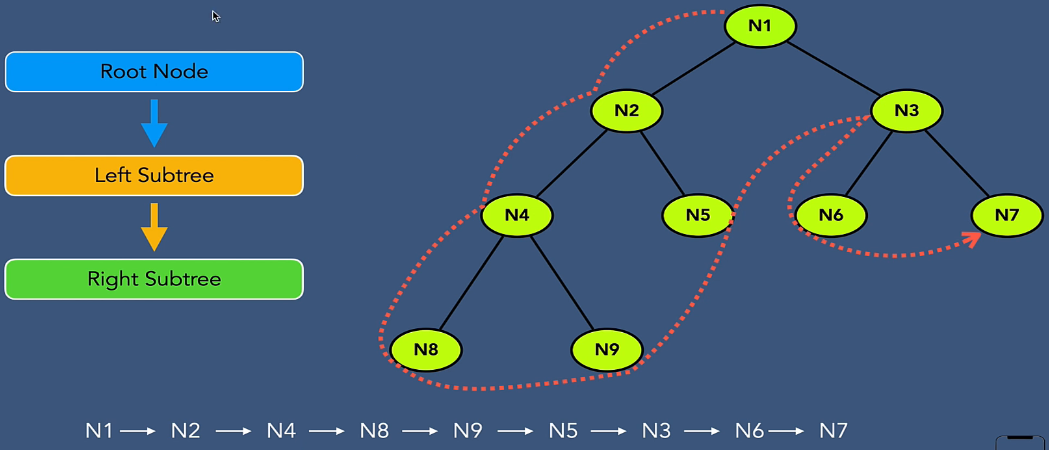 Root Node
Left Subtree
Right Subtree
N1
N2
N3
N4
N5
N6
N7
N8
N9
N1 → N2 → N4 → N8 → N9 → N5 → N3 → N6 → N7